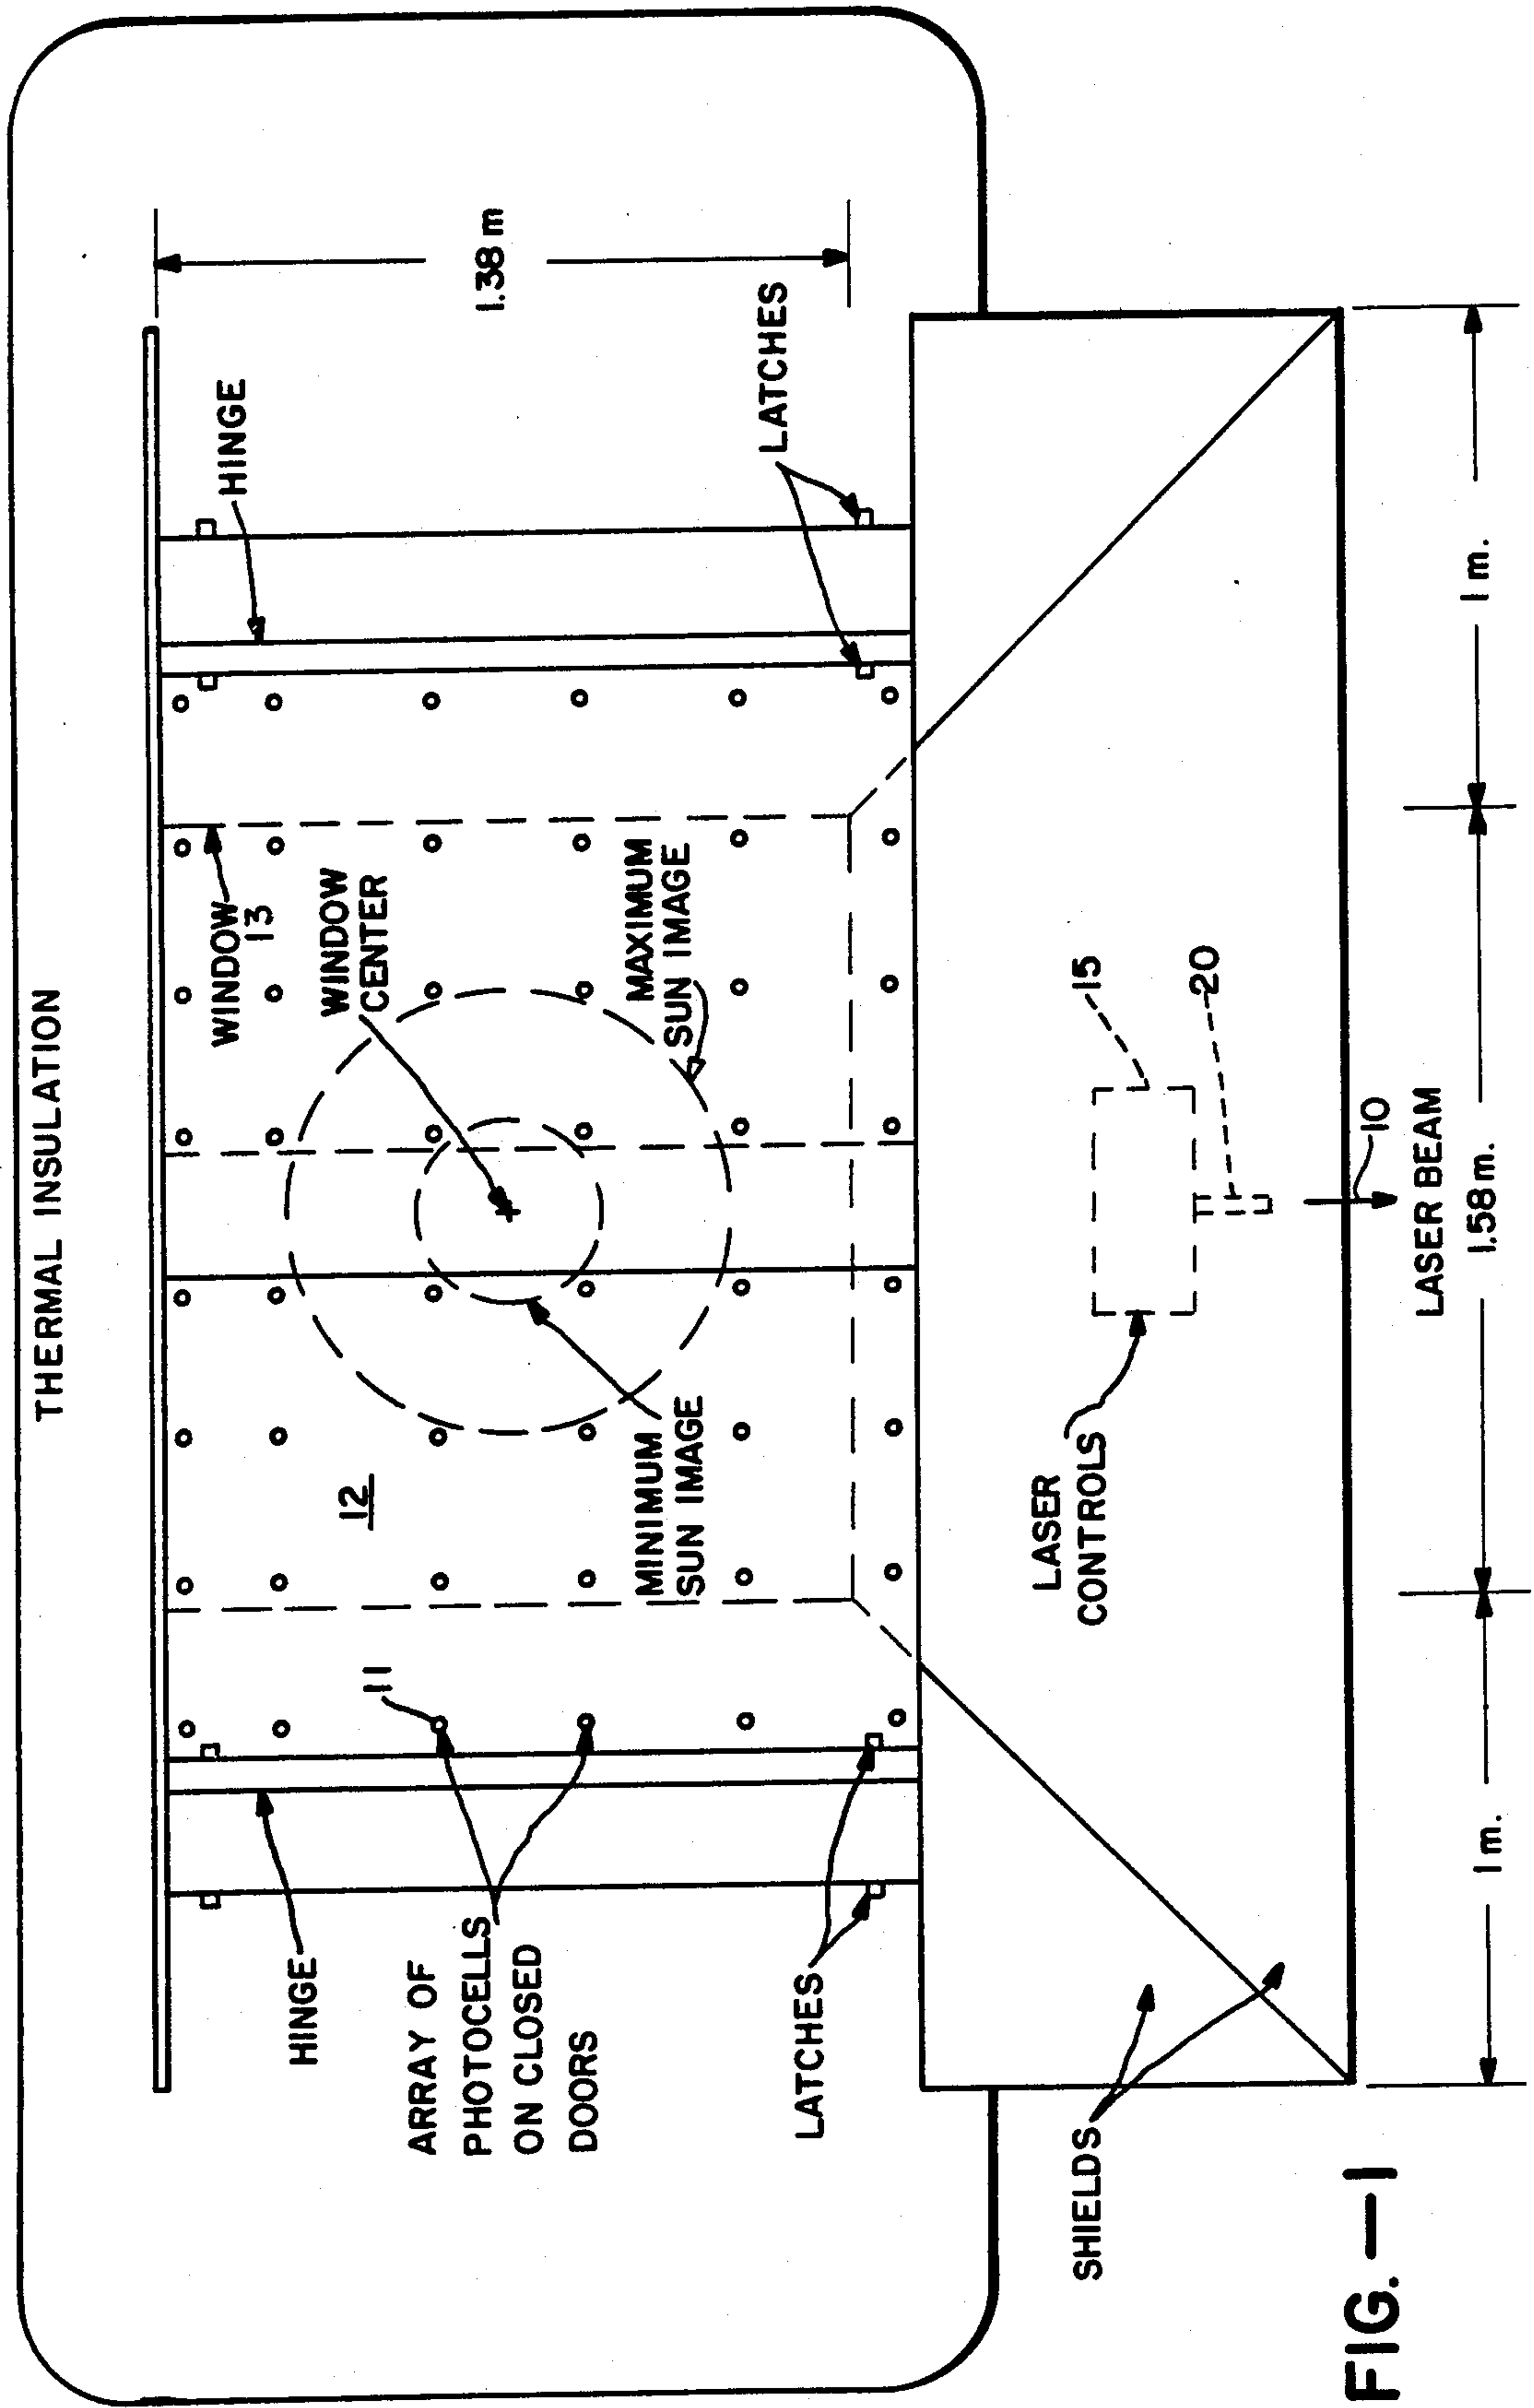 THERMAL INSULATION
HINGE
ARRAY OF
PHOTOCELLS
ON CLOSED
DOORS
11
12
MINIMUM
SUN IMAGE
WINDOW
13
WINDOW
CENTER
MAXIMUM
SUN IMAGE
HINGE
1.38 m
LATCHES
LATCHES
SHIELDS
LASER
CONTROLS
15
20
10
LASER BEAM
1 m.
1.58 m.
1 m.
FIG. - 1